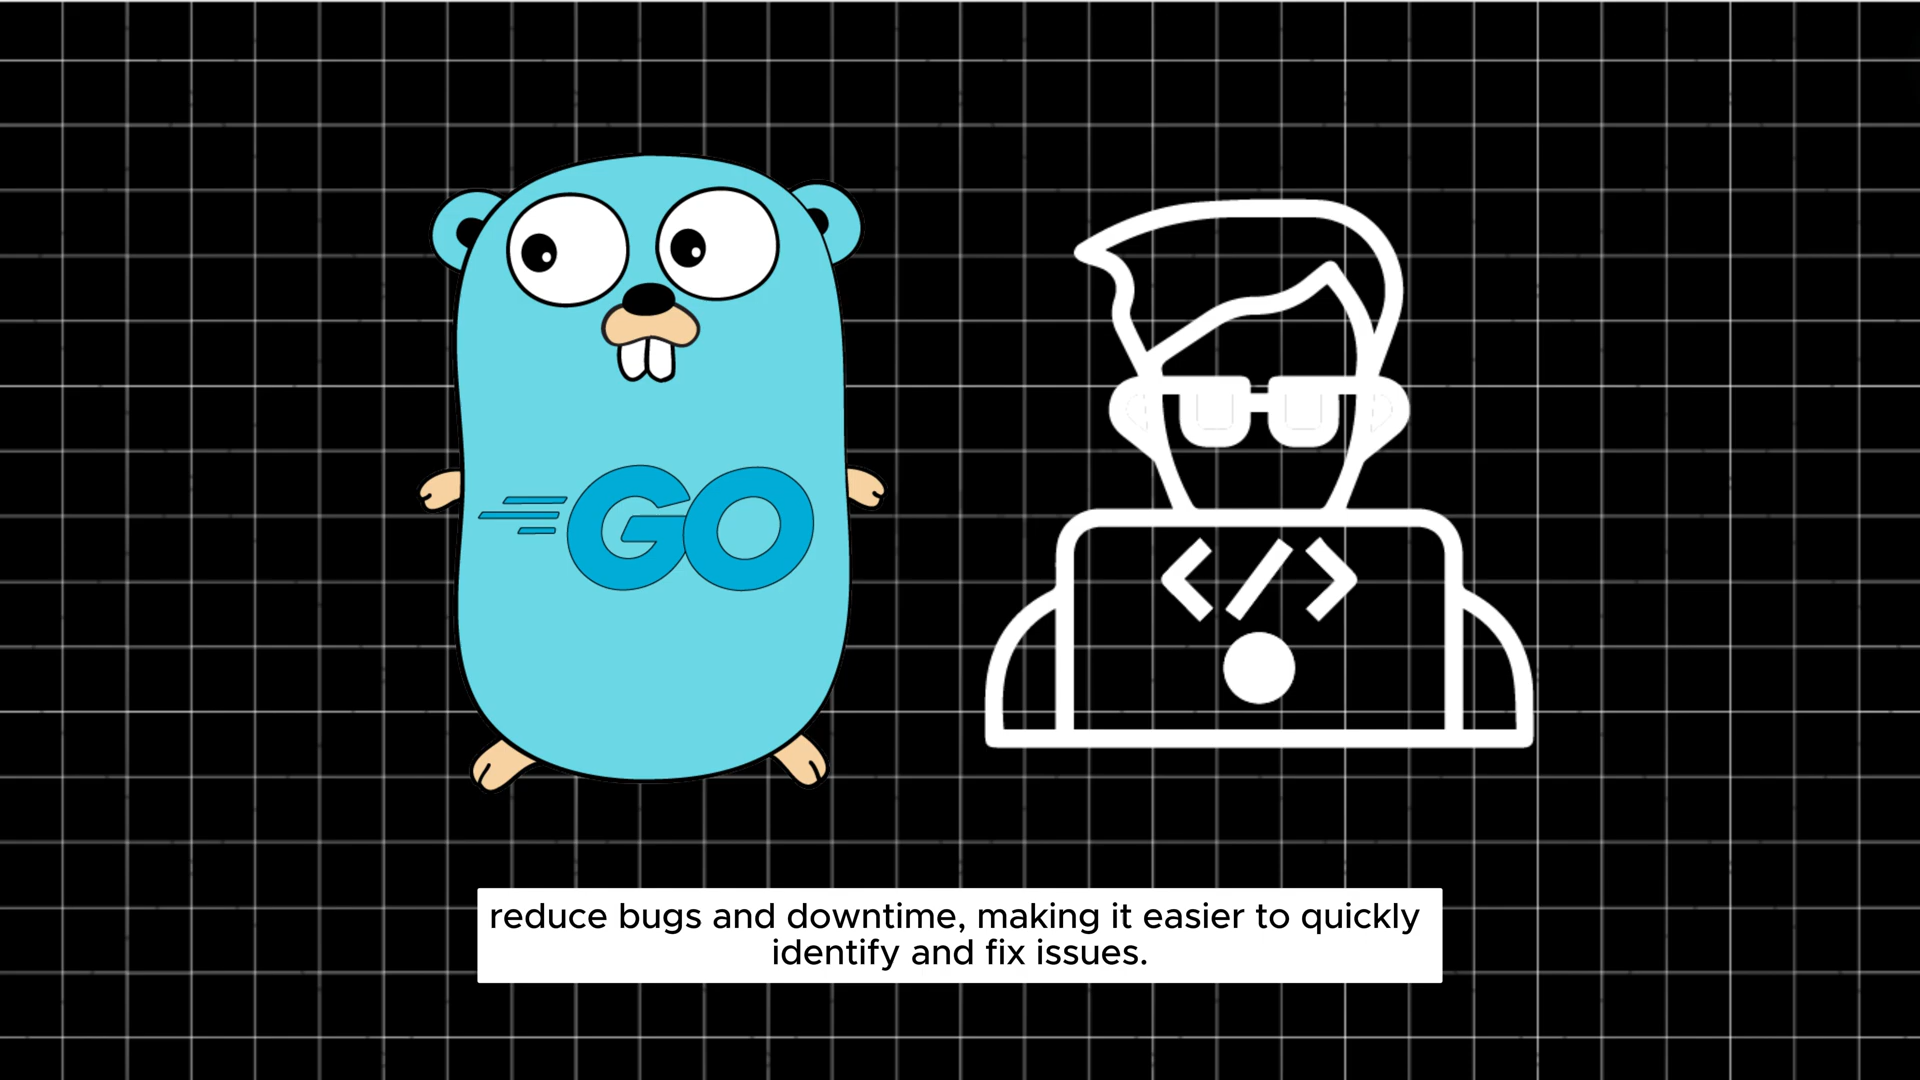 GO
</>
reduce bugs and downtime, making it easier to quickly
identify and fix issues.